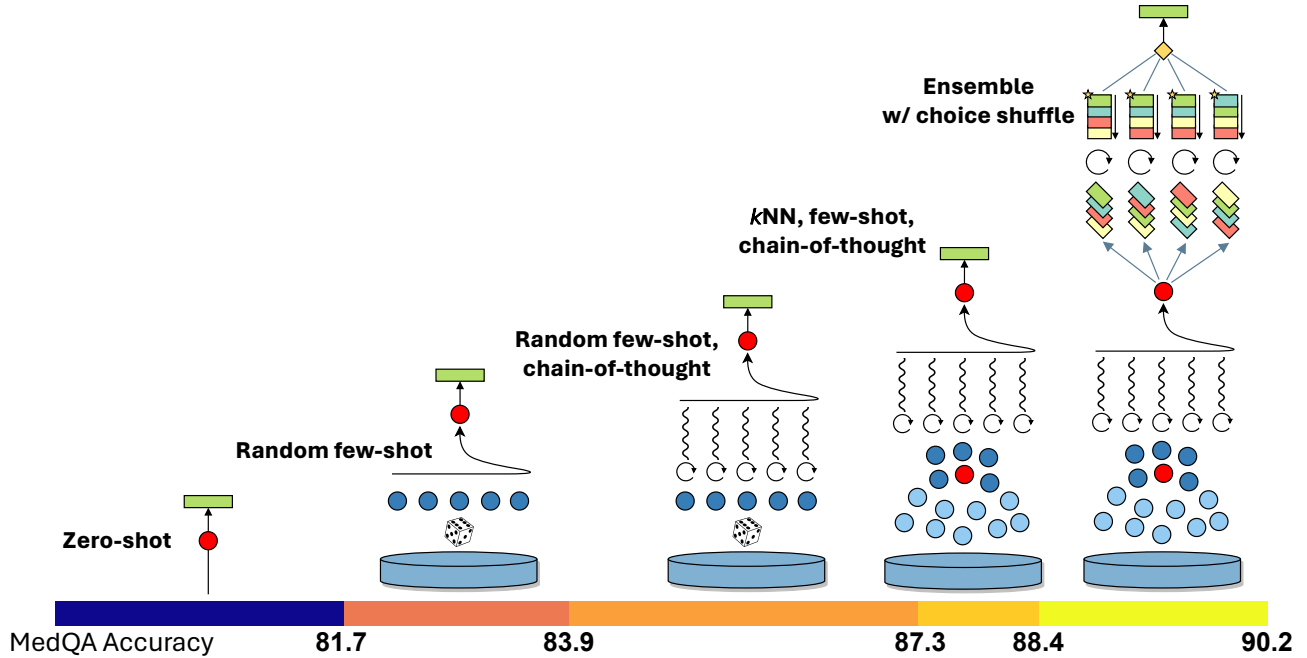 Ensemble
w/ choice shuffle
kNN, few-shot,
chain-of-thought
Random few-shot,
chain-of-thought
Random few-shot
Zero-shot
MedQA Accuracy 81.7 83.9 87.3 88.4 90.2